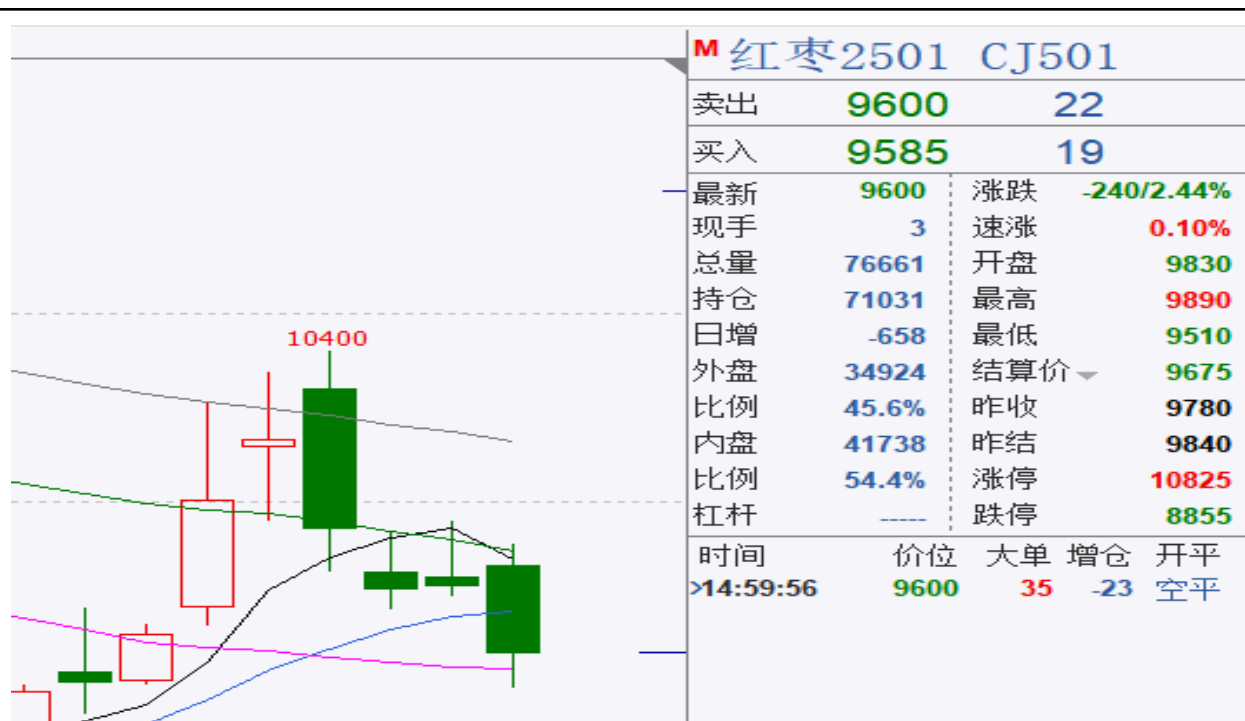 M 红枣2501 CJ501
卖出 9600 22
买入 9585 19
最新 9600 涨跌 -240/2.44%
现手 3 速涨 0.10%
总量 76661 开盘 9830
持仓 71031 最高 9890
日增 -658 最低 9510
外盘 34924 结算价 9675
比例 45.6% 昨收 9780
内盘 41738 昨结 9840
比例 54.4% 涨停 10825
杠杆 ----- 跌停 8855
时间 价位 大单 增仓 开平
>14:59:56 9600 35 -23 空平
10400